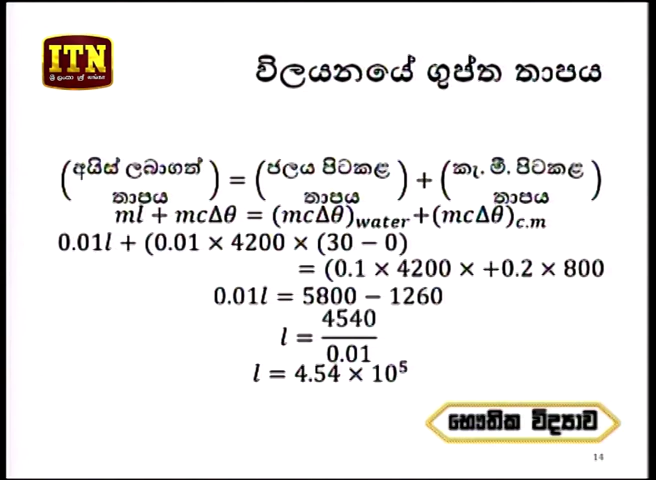 ITN
ශ්‍රී ලංකා ශ්‍රී සංසද
විලයනයේ ගුප්ත තාපය
(අයිස් ලබාගත් තාපය) = (ජලය පිටකළ තාපය) + (කැ. මී. පිටකළ තාපය)
ml + mcΔθ = (mcΔθ)water+(mcΔθ)c.m
0.01l + (0.01 × 4200 × (30 − 0)
= (0.1 × 4200 × +0.2 × 800
0.01l = 5800 − 1260
l = 4540/0.01
l = 4.54 × 10⁵
භෞතික විද්‍යාව
14